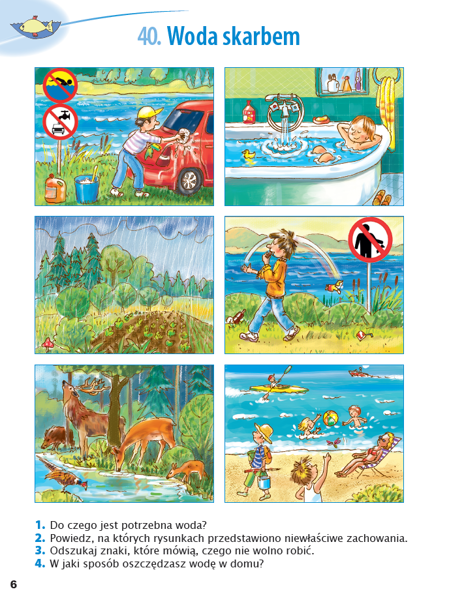 40. Woda skarbem
1. Do czego jest potrzebna woda?
2. Powiedz, na których rysunkach przedstawiono niewłaściwe zachowania.
3. Odszukaj znaki, które mówią, czego nie wolno robić.
4. W jaki sposób oszczędzasz wodę w domu?
6